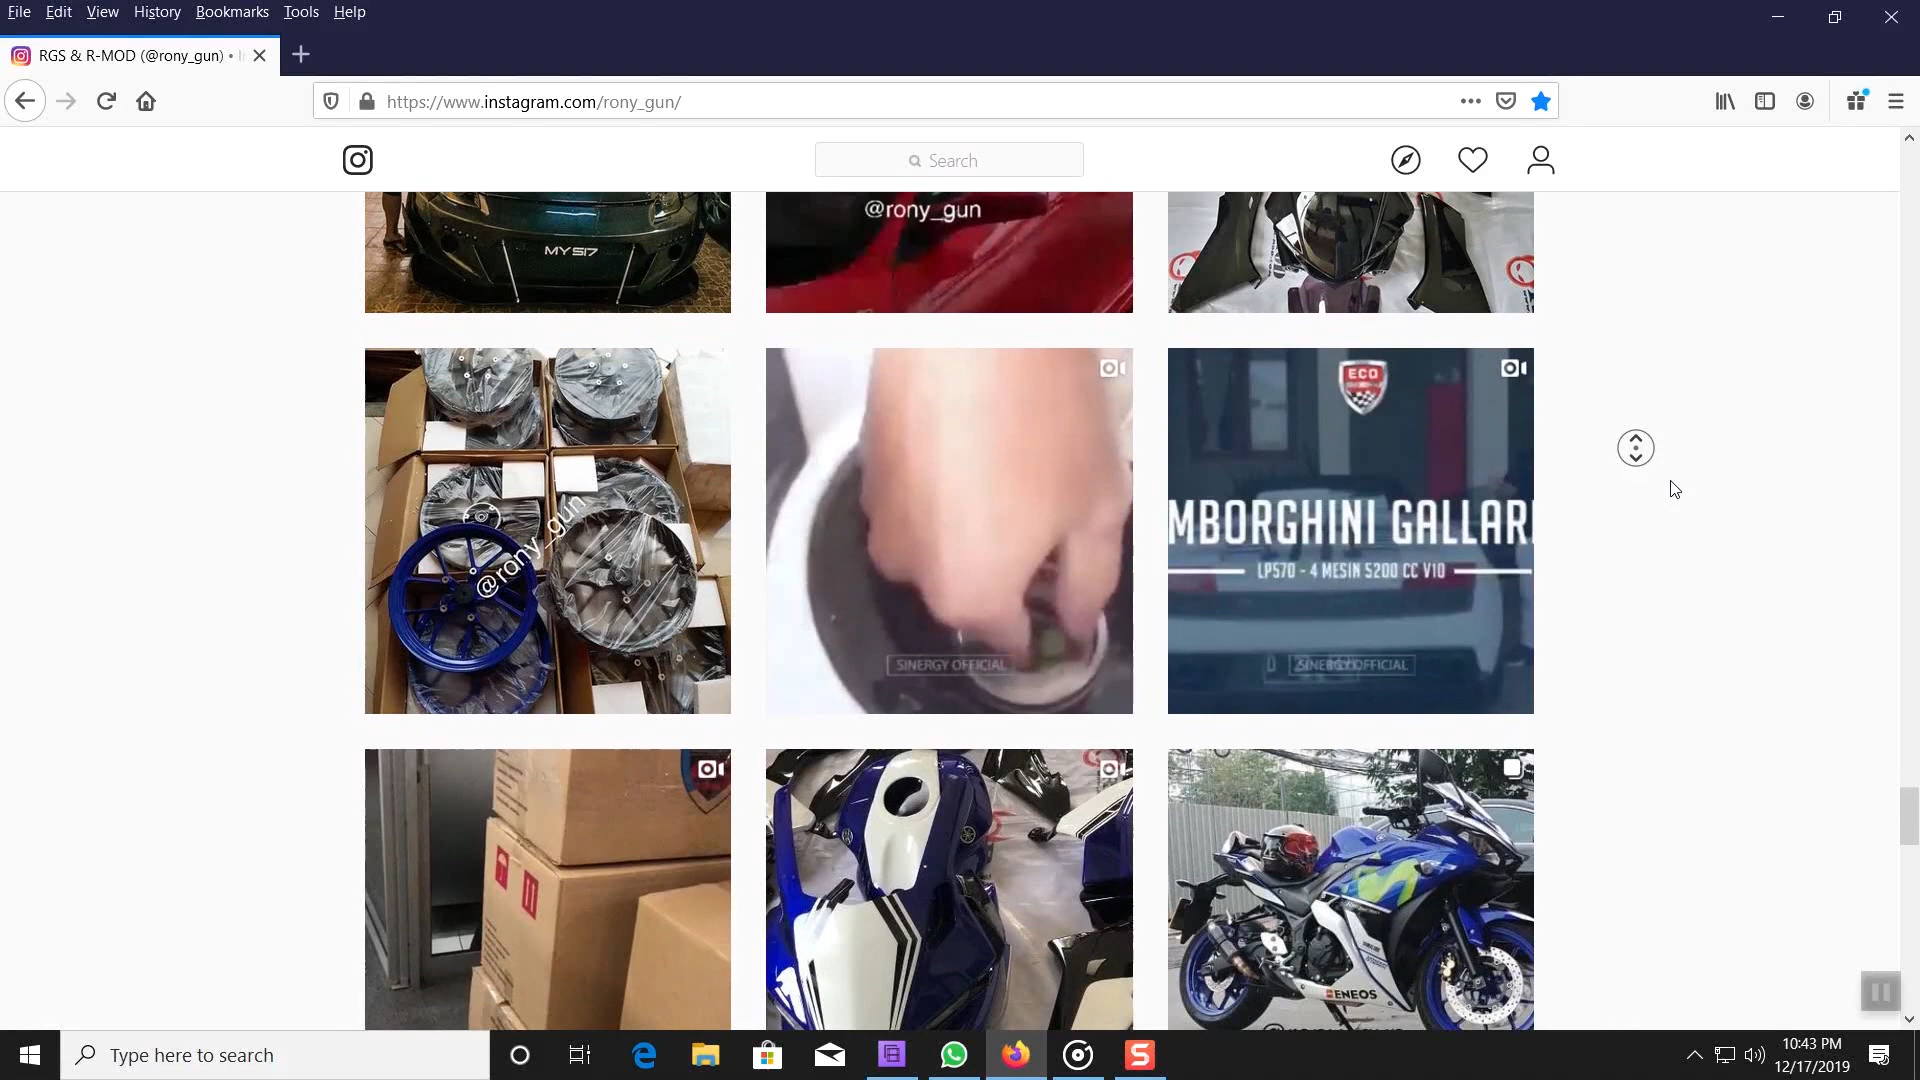 File Edit View History Bookmarks Tools Help
RGS & R-MOD (@rony_gun) •
https://www.instagram.com/rony_gun/
Search
MY S17
@rony_gun
@rony_gun
SINERGY OFFICIAL
ECO
MBORGHINI GALLAR
LP570 - 4 MESIN 5200 CC V10
SINERGY OFFICIAL
ENEOS
Type here to search
10:43 PM
12/17/2019